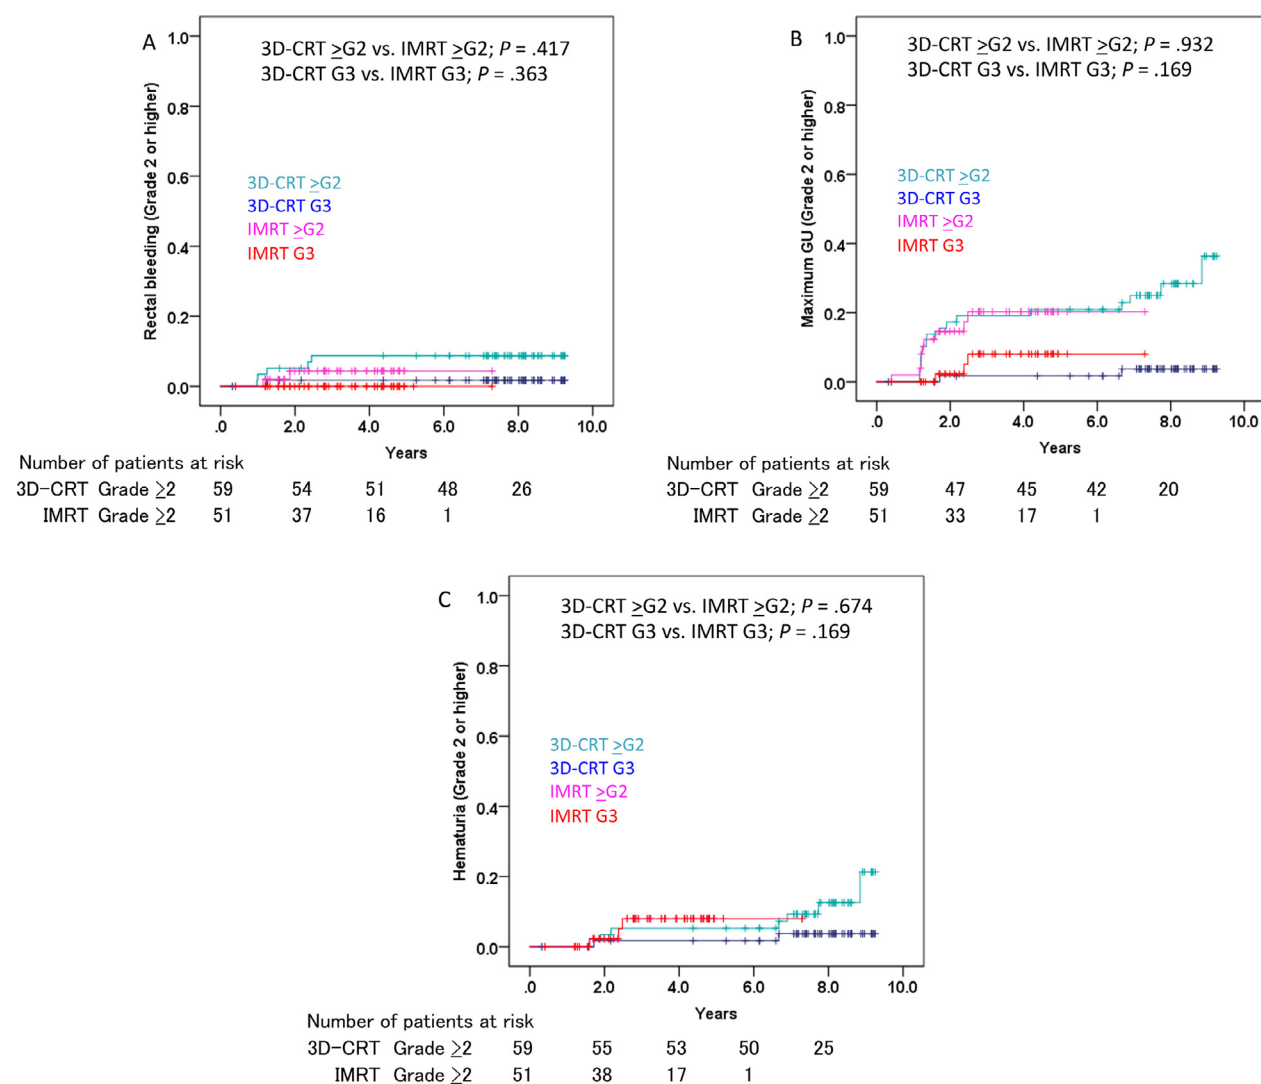 A
3D-CRT ≥G2 vs. IMRT ≥G2; P = .417
3D-CRT G3 vs. IMRT G3; P = .363
Rectal bleeding (Grade 2 or higher)
1.0
0.8
0.6
0.4
0.2
0.0
3D-CRT ≥G2
3D-CRT G3
IMRT ≥G2
IMRT G3
.0 2.0 4.0 6.0 8.0 10.0
Years
Number of patients at risk
3D-CRT Grade ≥2 59 54 51 48 26
IMRT Grade ≥2 51 37 16 1
B
3D-CRT ≥G2 vs. IMRT ≥G2; P = .932
3D-CRT G3 vs. IMRT G3; P = .169
Maximum GU (Grade 2 or higher)
1.0
0.8
0.6
0.4
0.2
0.0
3D-CRT ≥G2
3D-CRT G3
IMRT ≥G2
IMRT G3
.0 2.0 4.0 6.0 8.0 10.0
Years
Number of patients at risk
3D-CRT Grade ≥2 59 47 45 42 20
IMRT Grade ≥2 51 33 17 1
C
3D-CRT ≥G2 vs. IMRT ≥G2; P = .674
3D-CRT G3 vs. IMRT G3; P = .169
Hematuria (Grade 2 or higher)
1.0
0.8
0.6
0.4
0.2
0.0
3D-CRT ≥G2
3D-CRT G3
IMRT ≥G2
IMRT G3
.0 2.0 4.0 6.0 8.0 10.0
Years
Number of patients at risk
3D-CRT Grade ≥2 59 55 53 50 25
IMRT Grade ≥2 51 38 17 1